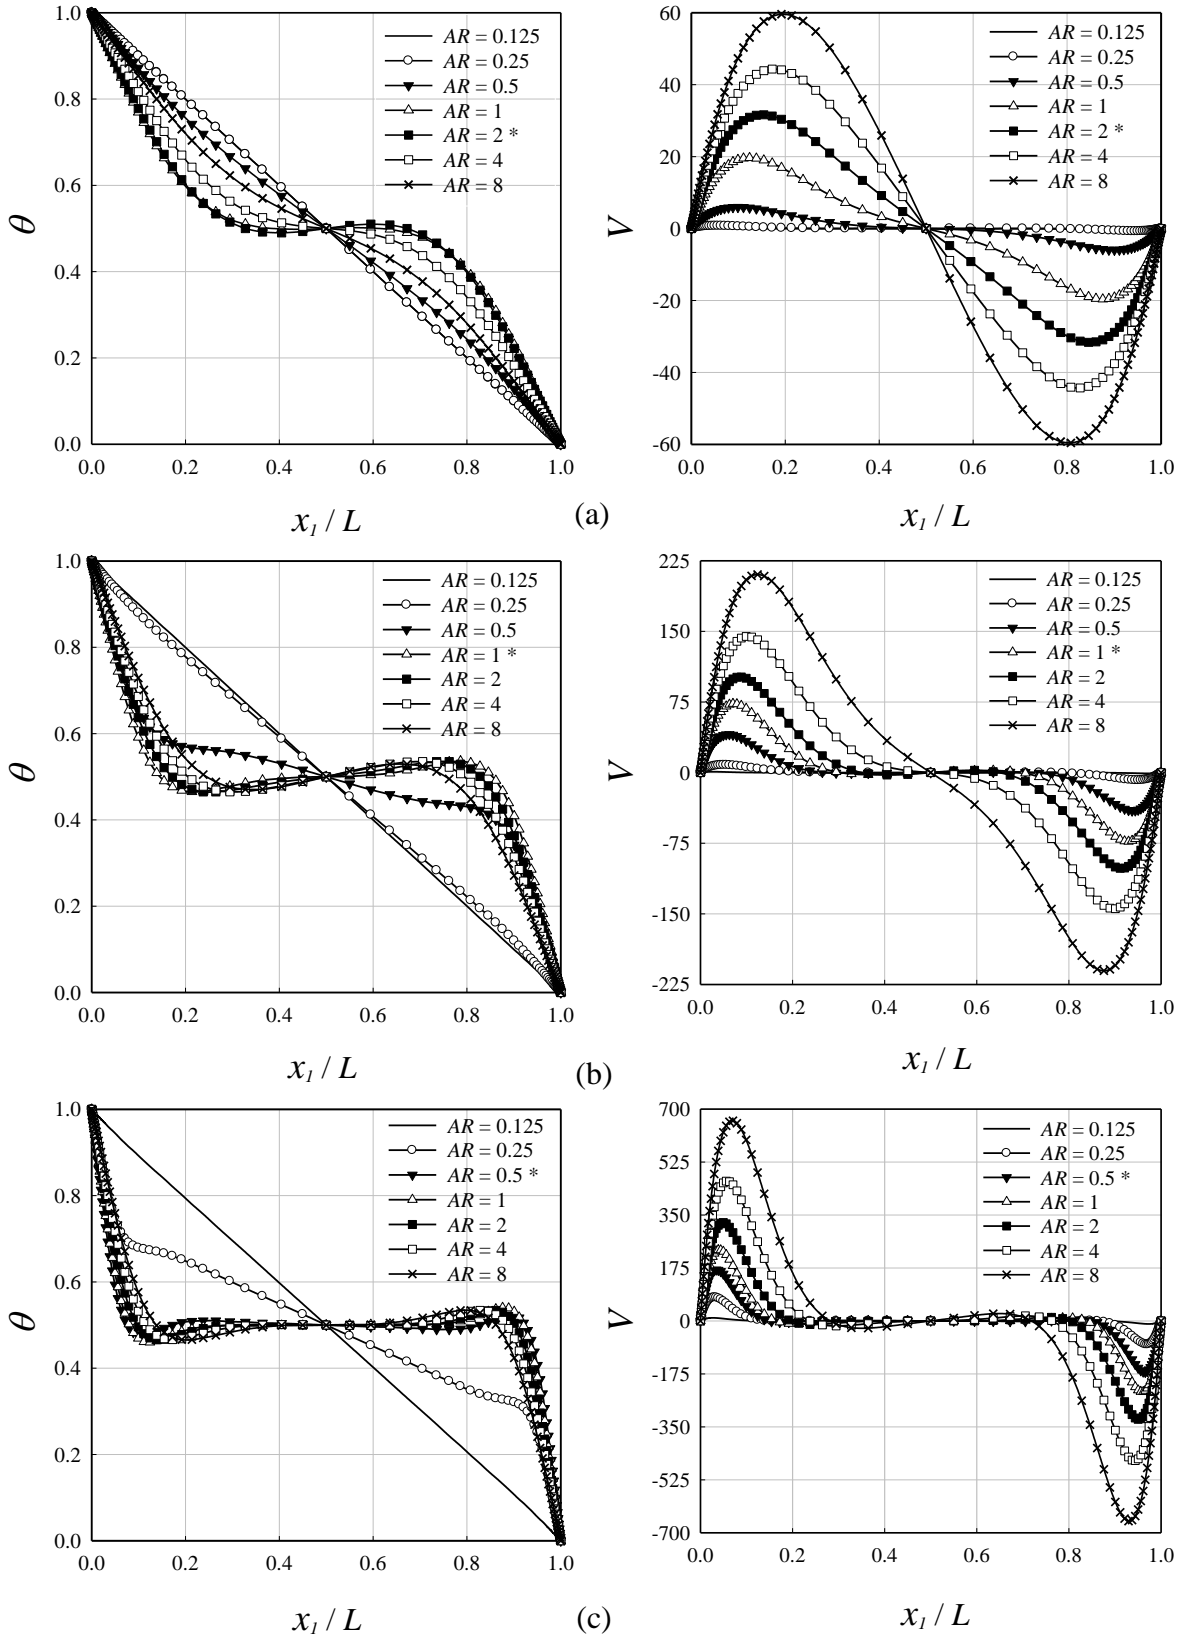 1.0
0.8
0.6
0.4
0.2
0.0
θ
AR = 0.125
AR = 0.25
AR = 0.5
AR = 1
AR = 2 *
AR = 4
AR = 8
0.0 0.2 0.4 0.6 0.8 1.0
x1 / L
60
40
20
0
-20
-40
-60
V
AR = 0.125
AR = 0.25
AR = 0.5
AR = 1
AR = 2 *
AR = 4
AR = 8
0.0 0.2 0.4 0.6 0.8 1.0
x1 / L
(a)
1.0
0.8
0.6
0.4
0.2
0.0
θ
AR = 0.125
AR = 0.25
AR = 0.5
AR = 1 *
AR = 2
AR = 4
AR = 8
0.0 0.2 0.4 0.6 0.8 1.0
x1 / L
225
150
75
0
-75
-150
-225
V
AR = 0.125
AR = 0.25
AR = 0.5
AR = 1 *
AR = 2
AR = 4
AR = 8
0.0 0.2 0.4 0.6 0.8 1.0
x1 / L
(b)
1.0
0.8
0.6
0.4
0.2
0.0
θ
AR = 0.125
AR = 0.25
AR = 0.5 *
AR = 1
AR = 2
AR = 4
AR = 8
0.0 0.2 0.4 0.6 0.8 1.0
x1 / L
700
525
350
175
0
-175
-350
-525
-700
V
AR = 0.125
AR = 0.25
AR = 0.5 *
AR = 1
AR = 2
AR = 4
AR = 8
0.0 0.2 0.4 0.6 0.8 1.0
x1 / L
(c)